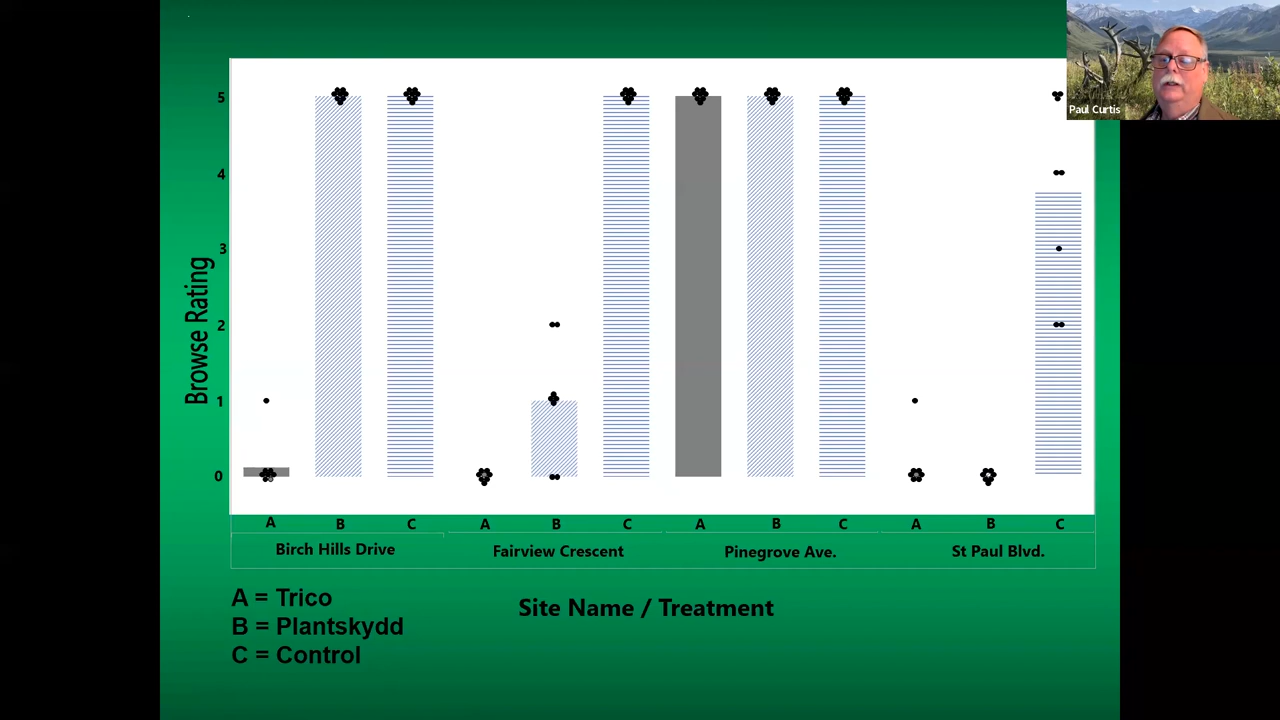 Paul Curtis
5
4
3
2
1
0
Browse Rating
A B C A B C A B C A B C
Birch Hills Drive Fairview Crescent Pinegrove Ave. St Paul Blvd.
Site Name / Treatment
A = Trico
B = Plantskydd
C = Control